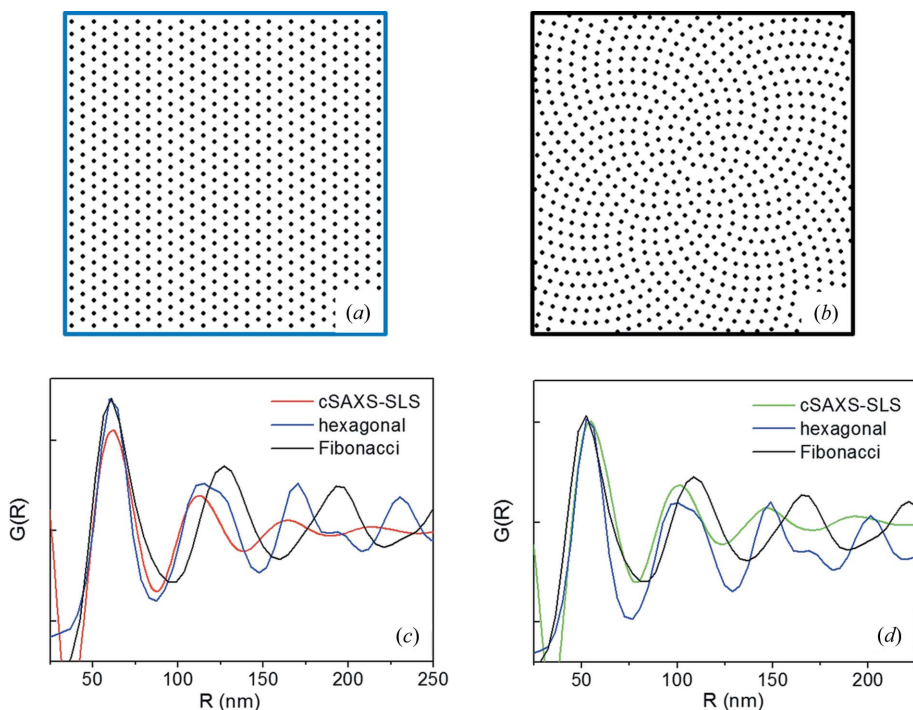 (a)
(b)
cSAXS-SLS
hexagonal
Fibonacci
G(R)
(c)
50 100 150 200 250
R (nm)
cSAXS-SLS
hexagonal
Fibonacci
G(R)
(d)
50 100 150 200
R (nm)